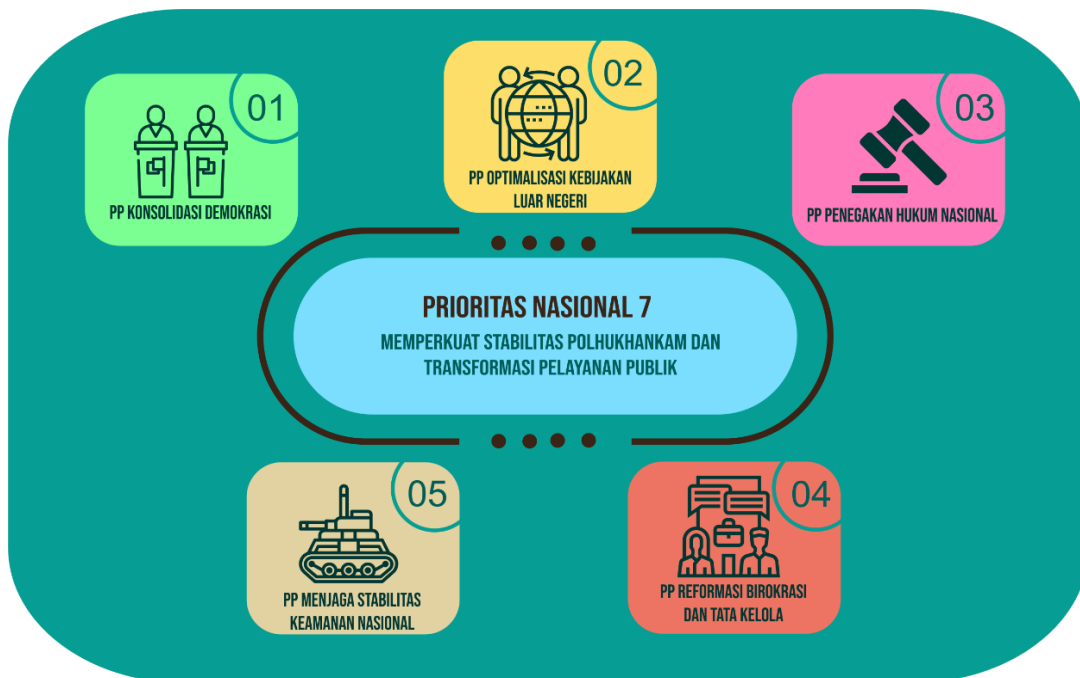 01
PP KONSOLIDASI DEMOKRASI
02
PP OPTIMALISASI KEBIJAKAN
LUAR NEGERI
03
PP PENEGAKAN HUKUM NASIONAL
PRIORITAS NASIONAL 7
MEMPERKUAT STABILITAS POLHUKHANKAM DAN
TRANSFORMASI PELAYANAN PUBLIK
05
PP MENJAGA STABILITAS
KEAMANAN NASIONAL
04
PP REFORMASI BIROKRASI
DAN TATA KELOLA